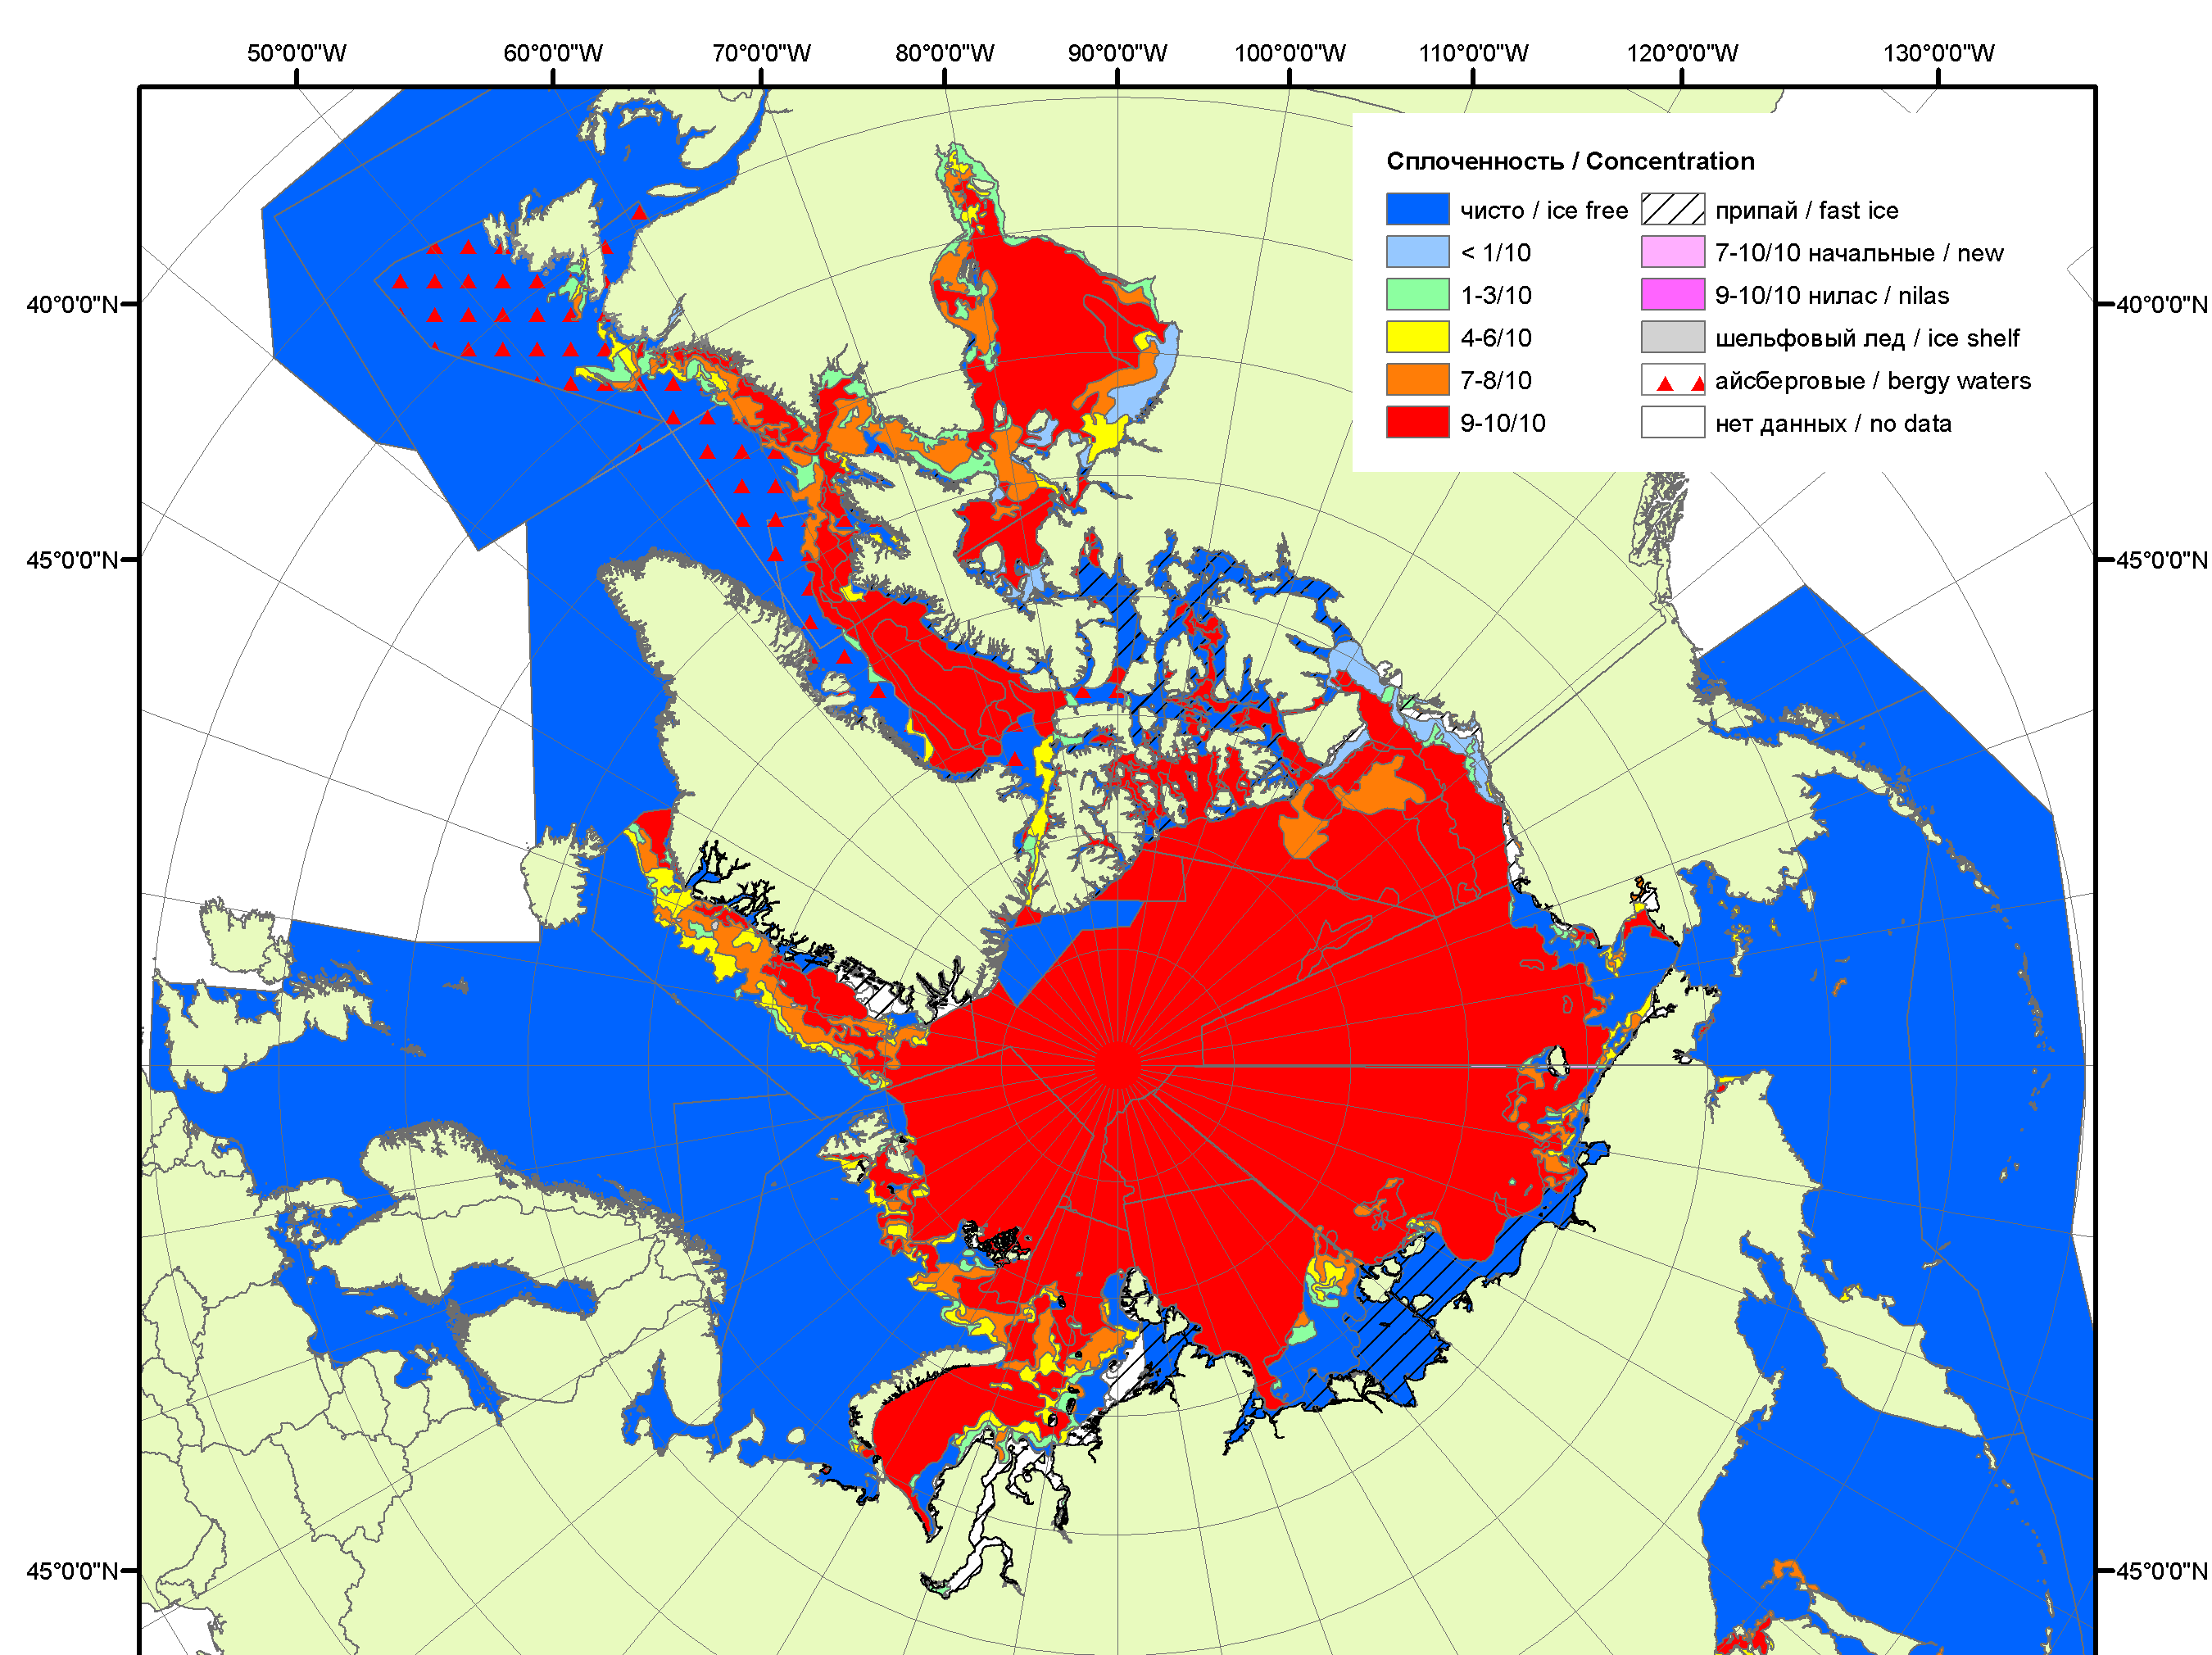 50°0'0"W 60°0'0"W 70°0'0"W 80°0'0"W 90°0'0"W 100°0'0"W 110°0'0"W 120°0'0"W 130°0'0"W
Сплоченность / Concentration
чисто / ice free
< 1/10
1-3/10
4-6/10
7-8/10
9-10/10
припай / fast ice
7-10/10 начальные / new
9-10/10 нилас / nilas
шельфовый лед / ice shelf
айсберговые / bergy waters
нет данных / no data
40°0'0"N 40°0'0"N
45°0'0"N 45°0'0"N
45°0'0"N 45°0'0"N